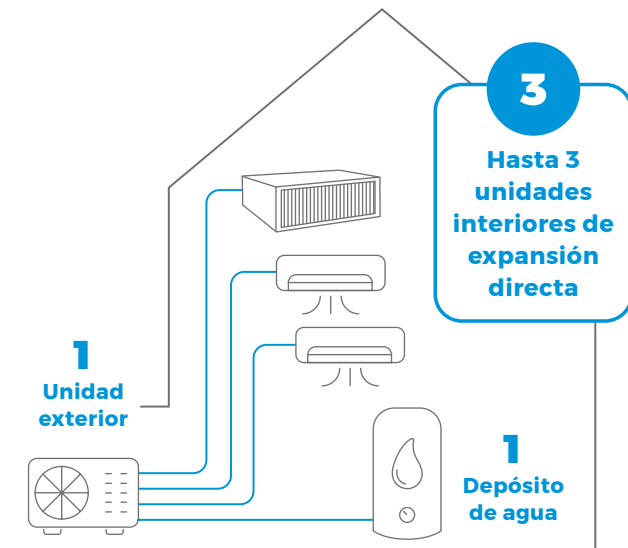 3
Hasta 3
unidades
interiores de
expansión
directa
1
Unidad
exterior
1
Depósito
de agua